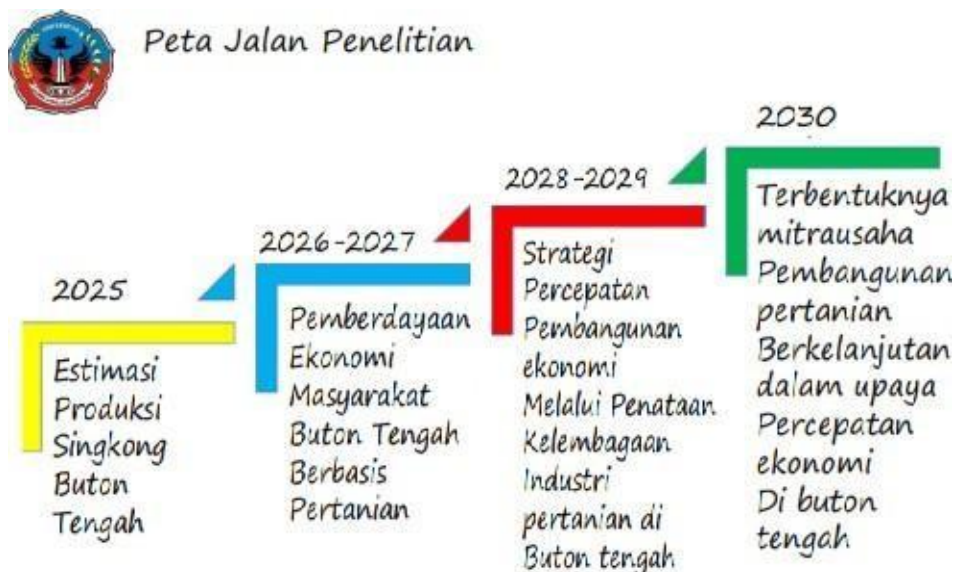 Peta Jalan Penelitian
2025
Estimasi
Produksi
Singkong
Buton
Tengah
2026-2027
Pemberdayaan
Ekonomi
Masyarakat
Buton Tengah
Berbasis
Pertanian
2028-2029
Strategi
Percepatan
Pembangunan
ekonomi
Melalui Penataan
Kelembagaan
Industri
pertanian di
Buton tengah
2030
Terbentuknya
mitrausaha
Pembangunan
pertanian
Berkelanjutan
dalam upaya
Percepatan
ekonomi
Di buton
tengah